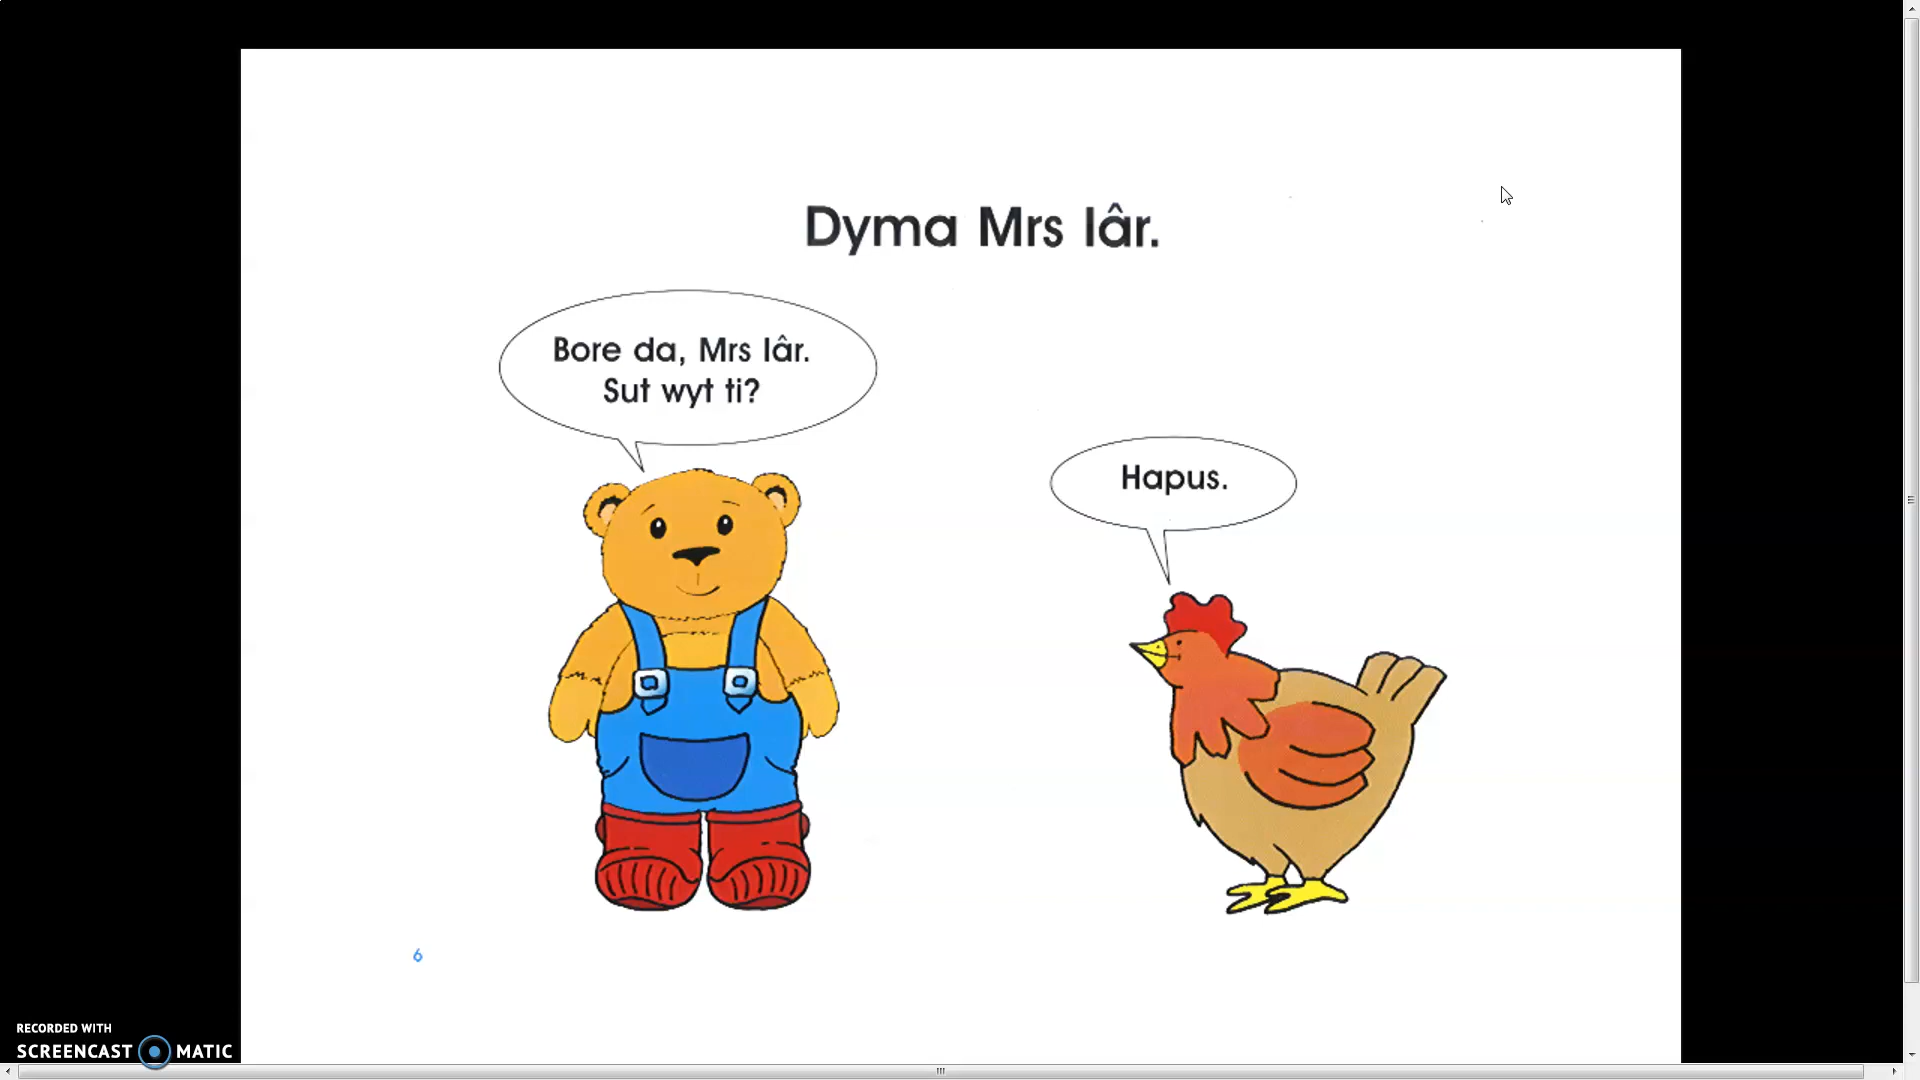 Dyma Mrs Iâr.
Bore da, Mrs Iâr.
Sut wyt ti?
Hapus.
6
RECORDED WITH
SCREENCAST MATIC